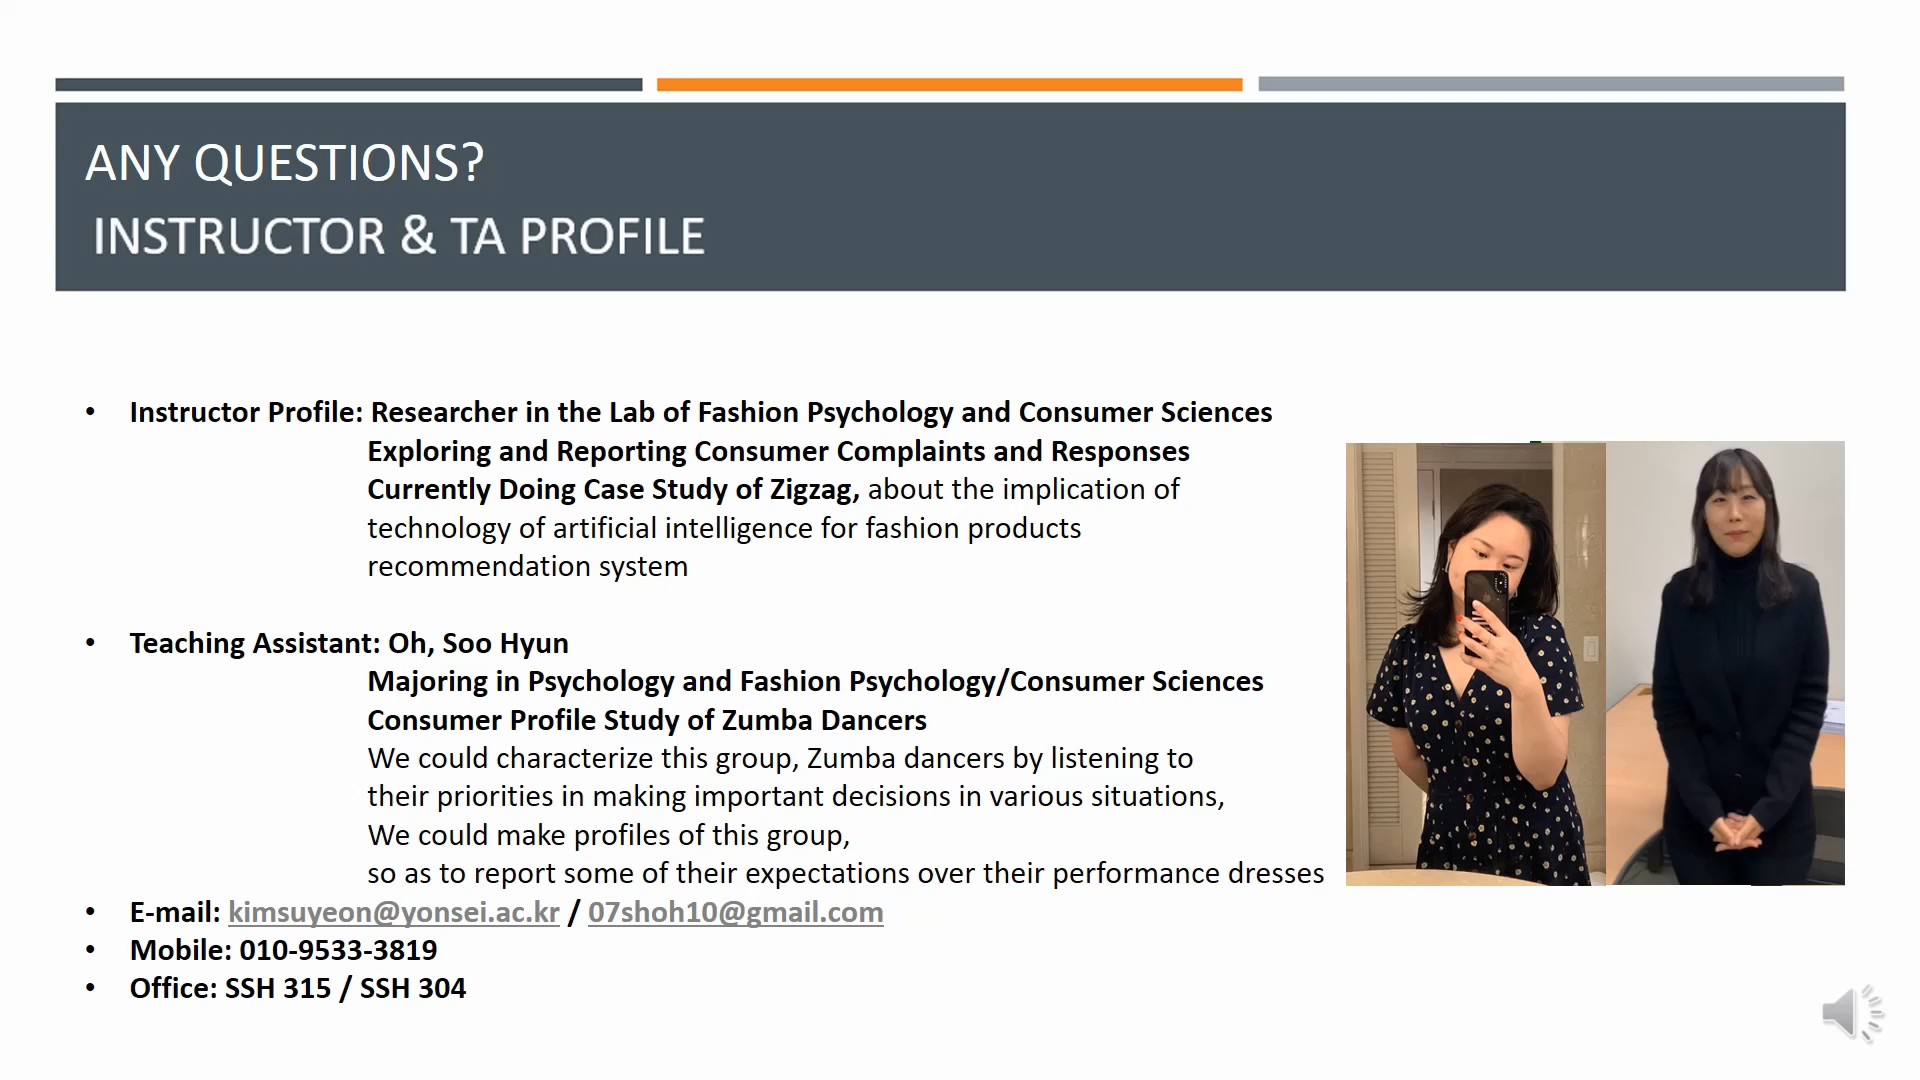 ANY QUESTIONS?
INSTRUCTOR & TA PROFILE
• Instructor Profile: Researcher in the Lab of Fashion Psychology and Consumer Sciences
Exploring and Reporting Consumer Complaints and Responses
Currently Doing Case Study of Zigzag, about the implication of
technology of artificial intelligence for fashion products
recommendation system
• Teaching Assistant: Oh, Soo Hyun
Majoring in Psychology and Fashion Psychology/Consumer Sciences
Consumer Profile Study of Zumba Dancers
We could characterize this group, Zumba dancers by listening to
their priorities in making important decisions in various situations,
We could make profiles of this group,
so as to report some of their expectations over their performance dresses
• E-mail: kimsuyeon@yonsei.ac.kr / 07shoh10@gmail.com
• Mobile: 010-9533-3819
• Office: SSH 315 / SSH 304